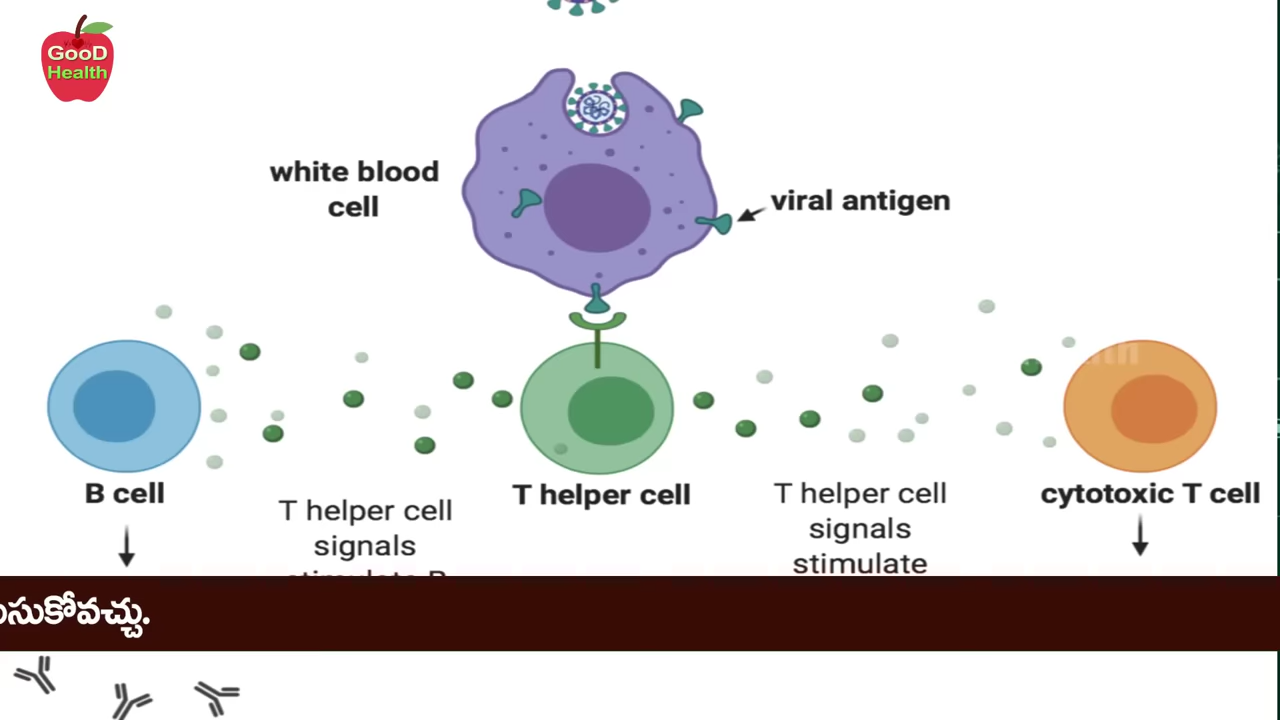 GooD
Health
white blood
cell
viral antigen
B cell
T helper cell
signals
T helper cell
T helper cell
signals
stimulate
cytotoxic T cell